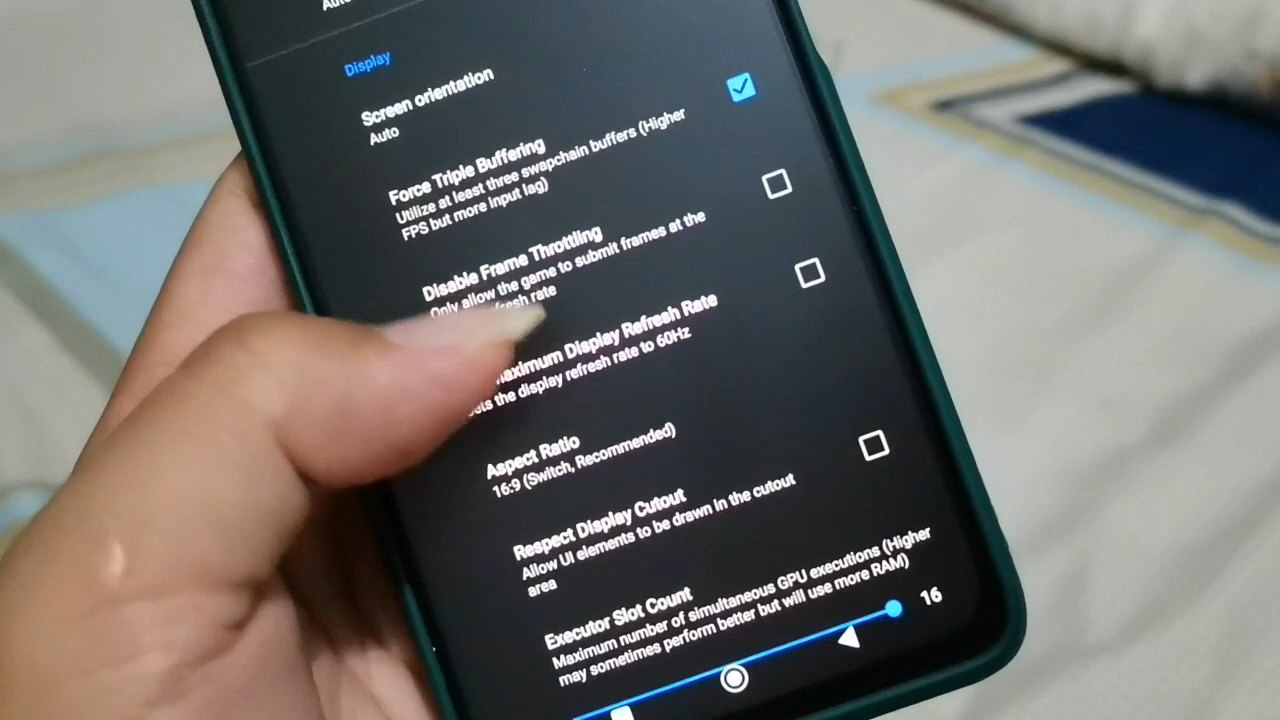 Display
Screen orientation
Auto
Force Triple Buffering
Utilize at least three swapchain buffers (Higher
FPS but more input lag)
Disable Frame Throttling
Only allow the game to submit frames at the
rate
Display Refresh Rate
the display refresh rate to 60Hz
Aspect Ratio
16:9 (Switch, Recommended)
Respect Display Cutout
Allow UI elements to be drawn in the cutout
area
Executor Slot Count
Maximum number of simultaneous GPU executions (Higher
may sometimes perform better but will use more RAM)
16